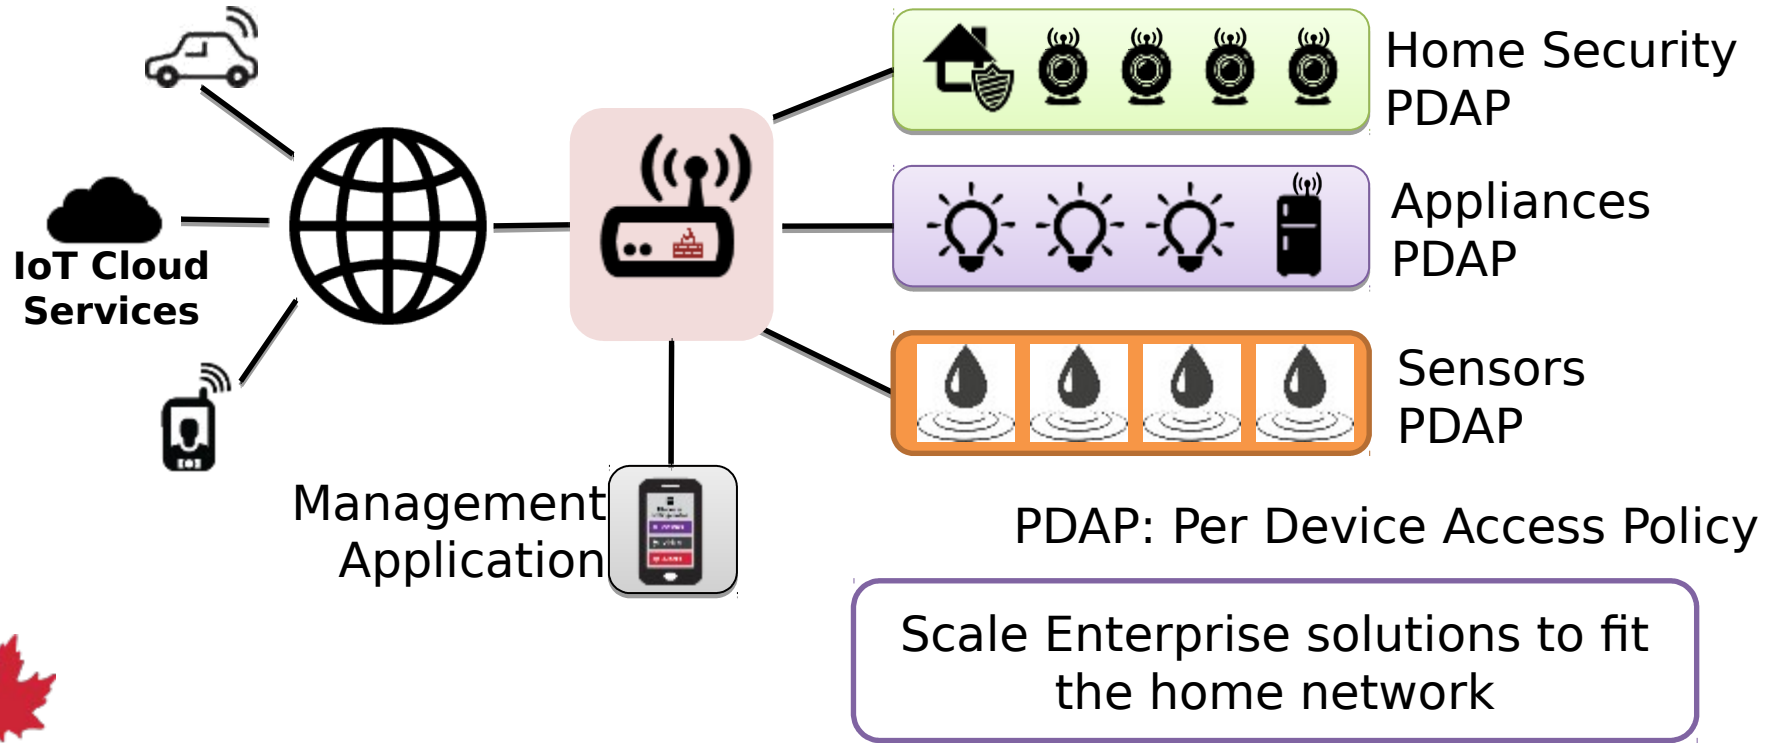 Home Security
PDAP
Appliances
PDAP
IoT Cloud
Services
Sensors
PDAP
Management
Application
PDAP: Per Device Access Policy
Scale Enterprise solutions to fit
the home network